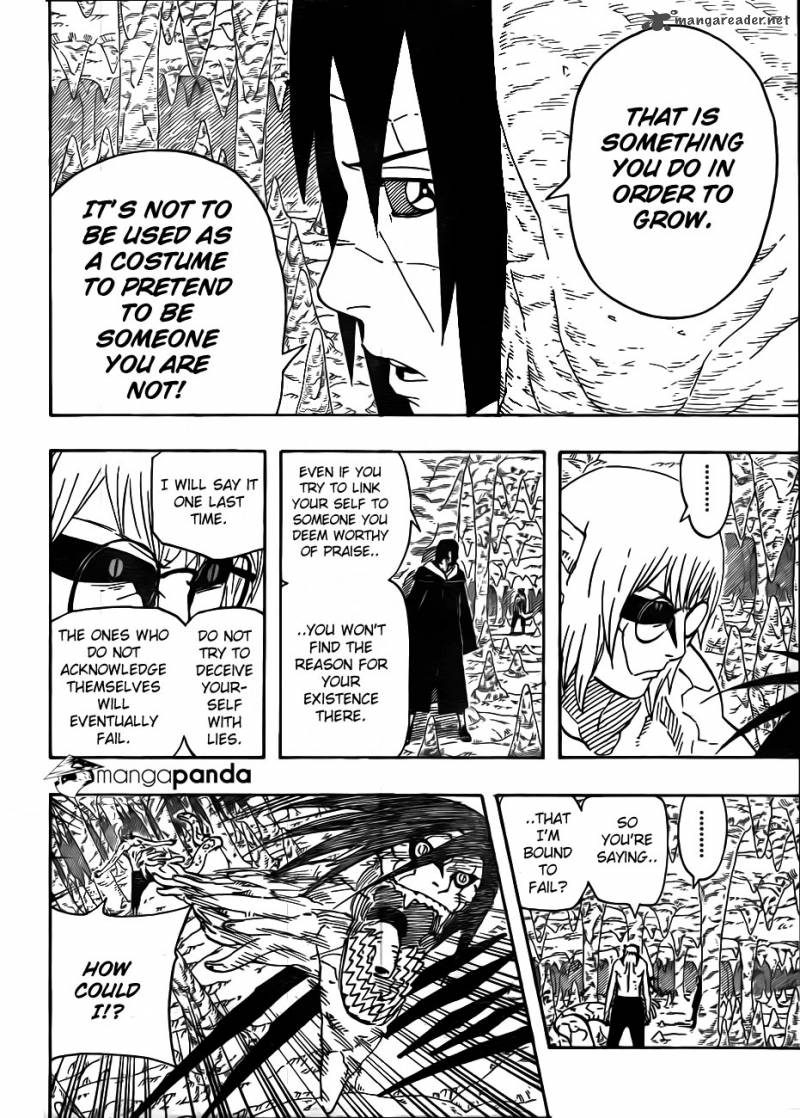 mangareader.net
THAT IS
SOMETHING
YOU DO IN
ORDER TO
GROW.
IT'S NOT TO
BE USED AS
A COSTUME
TO PRETEND
TO BE
SOMEONE
YOU ARE
NOT!
........
EVEN IF YOU
TRY TO LINK
YOUR SELF TO
SOMEONE YOU
DEEM WORTHY
OF PRAISE..
..YOU WON'T
FIND THE
REASON FOR
YOUR
EXISTENCE
THERE.
I WILL SAY IT
ONE LAST
TIME.
DO NOT
TRY TO
DECEIVE
YOUR-
SELF
WITH
LIES.
THE ONES WHO
DO NOT
ACKNOWLEDGE
THEMSELVES
WILL
EVENTUALLY
FAIL.
mangapanda
........
SO
YOU'RE
SAYING..
..THAT
I'M
BOUND
TO
FAIL?
HOW
COULD
I!?